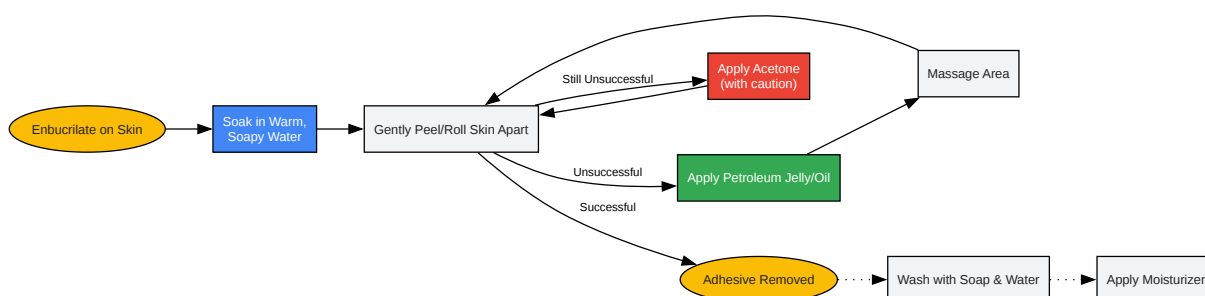 Enbucrilate on Skin
Soak in Warm,
Soapy Water
Gently Peel/Roll Skin Apart
Still Unsuccessful
Apply Acetone
(with caution)
Massage Area
Unsuccessful
Apply Petroleum Jelly/Oil
Successful
Adhesive Removed
Wash with Soap & Water
Apply Moisturizer